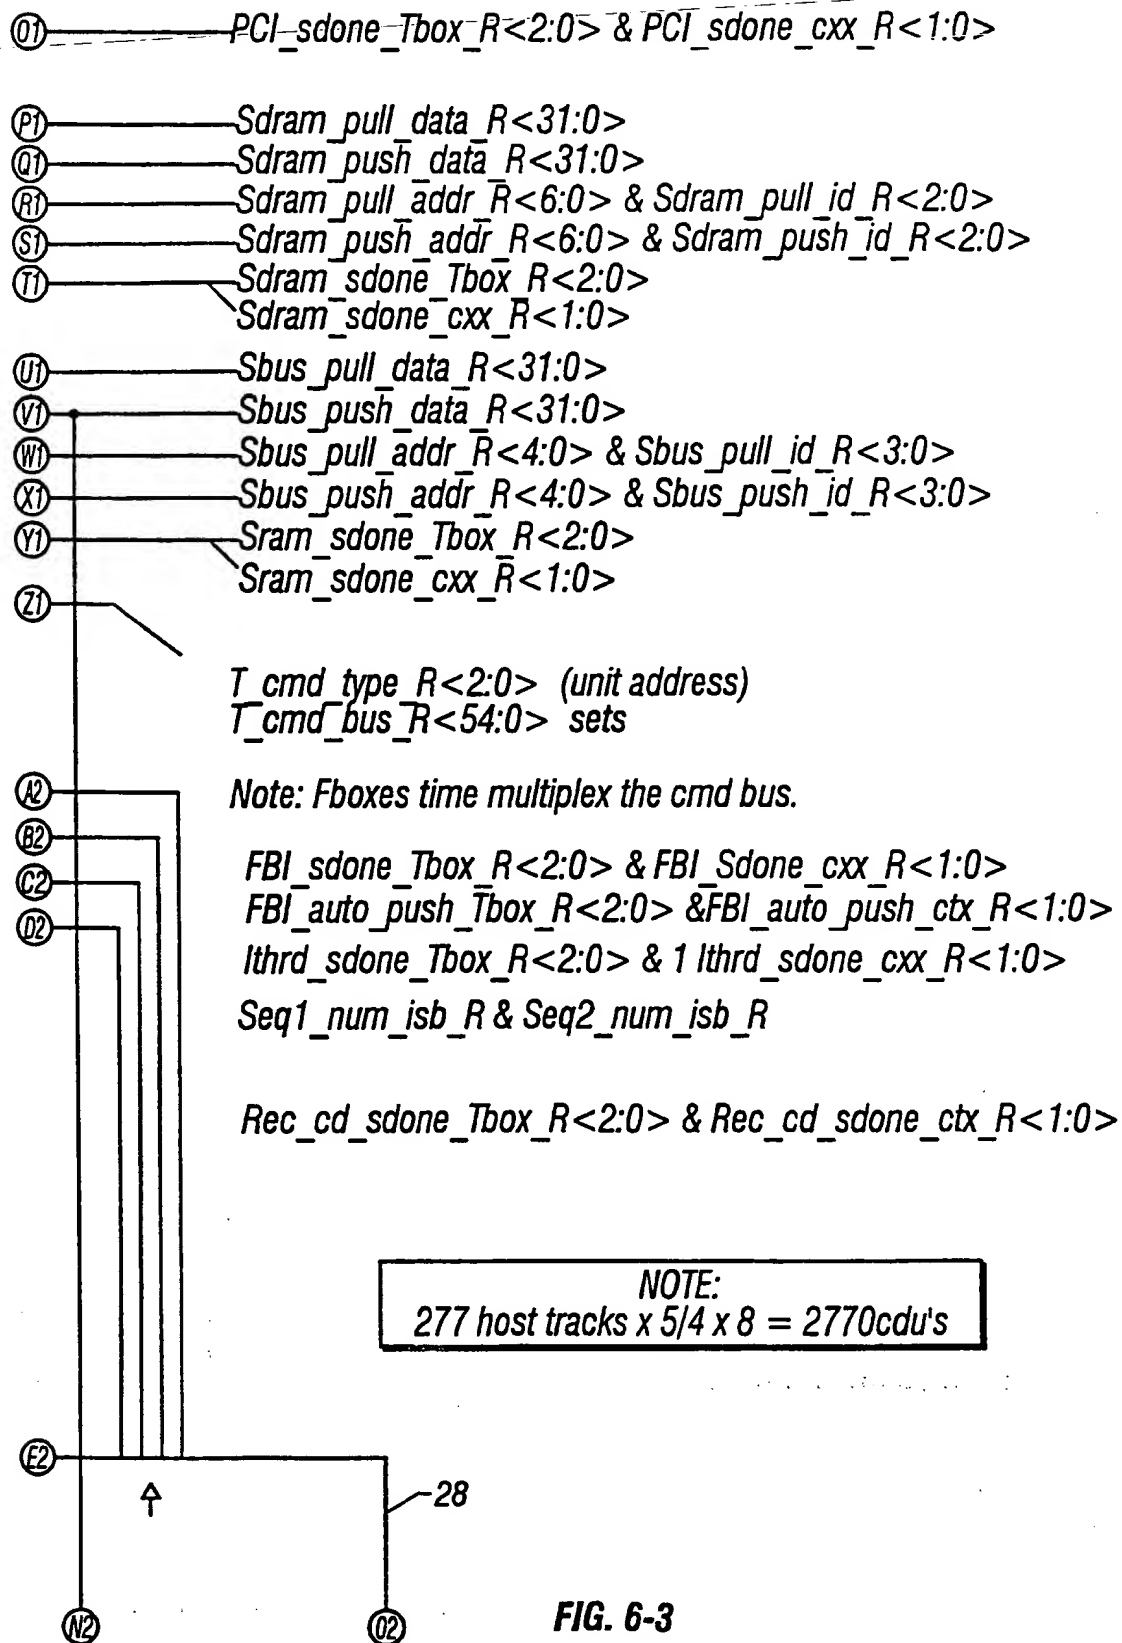 O1 PCI_sdone_Tbox_R<2:0> & PCI_sdone_cxx_R<1:0>
P1 Sdram_pull_data_R<31:0>
Q1 Sdram_push_data_R<31:0>
R1 Sdram_pull_addr_R<6:0> & Sdram_pull_id_R<2:0>
S1 Sdram_push_addr_R<6:0> & Sdram_push_id_R<2:0>
T1 Sdram_sdone_Tbox_R<2:0>
Sdram_sdone_cxx_R<1:0>
U1 Sbus_pull_data_R<31:0>
V1 Sbus_push_data_R<31:0>
W1 Sbus_pull_addr_R<4:0> & Sbus_pull_id_R<3:0>
X1 Sbus_push_addr_R<4:0> & Sbus_push_id_R<3:0>
Y1 Sram_sdone_Tbox_R<2:0>
Sram_sdone_cxx_R<1:0>
Z1
T_cmd_type_R<2:0> (unit address)
T_cmd_bus_R<54:0> sets
A2 Note: Fboxes time multiplex the cmd bus.
B2
FBI_sdone_Tbox_R<2:0> & FBI_Sdone_cxx_R<1:0>
C2
FBI_auto_push_Tbox_R<2:0> &FBI_auto_push_ctx_R<1:0>
D2
Ithrd_sdone_Tbox_R<2:0> & 1 Ithrd_sdone_cxx_R<1:0>
Seq1_num_isb_R & Seq2_num_isb_R
Rec_cd_sdone_Tbox_R<2:0> & Rec_cd_sdone_ctx_R<1:0>
NOTE:
277 host tracks x 5/4 x 8 = 2770cdu's
E2
28
N2 O2
FIG. 6-3